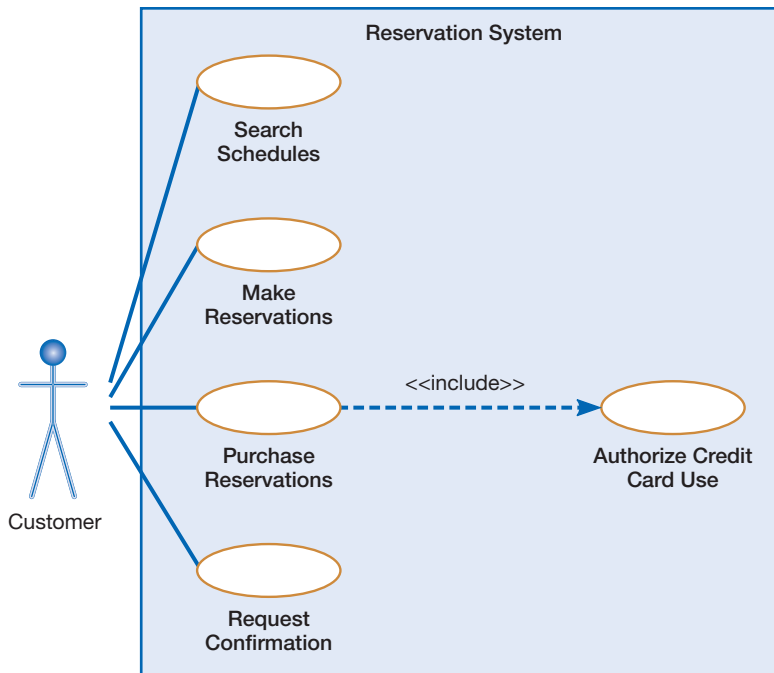 Reservation System
Search
Schedules
Make
Reservations
<<include>>
Purchase
Reservations
Authorize Credit
Card Use
Customer
Request
Confirmation